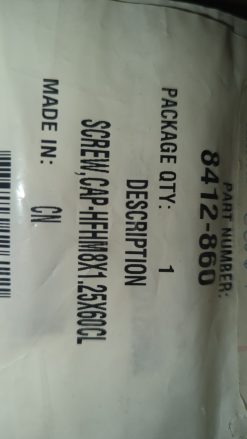 PART NUMBER:
8412-860
PACKAGE QTY: 1
DESCRIPTION
SCREW,CAP-HFHM8X1.25X60CL
MADE IN: CN